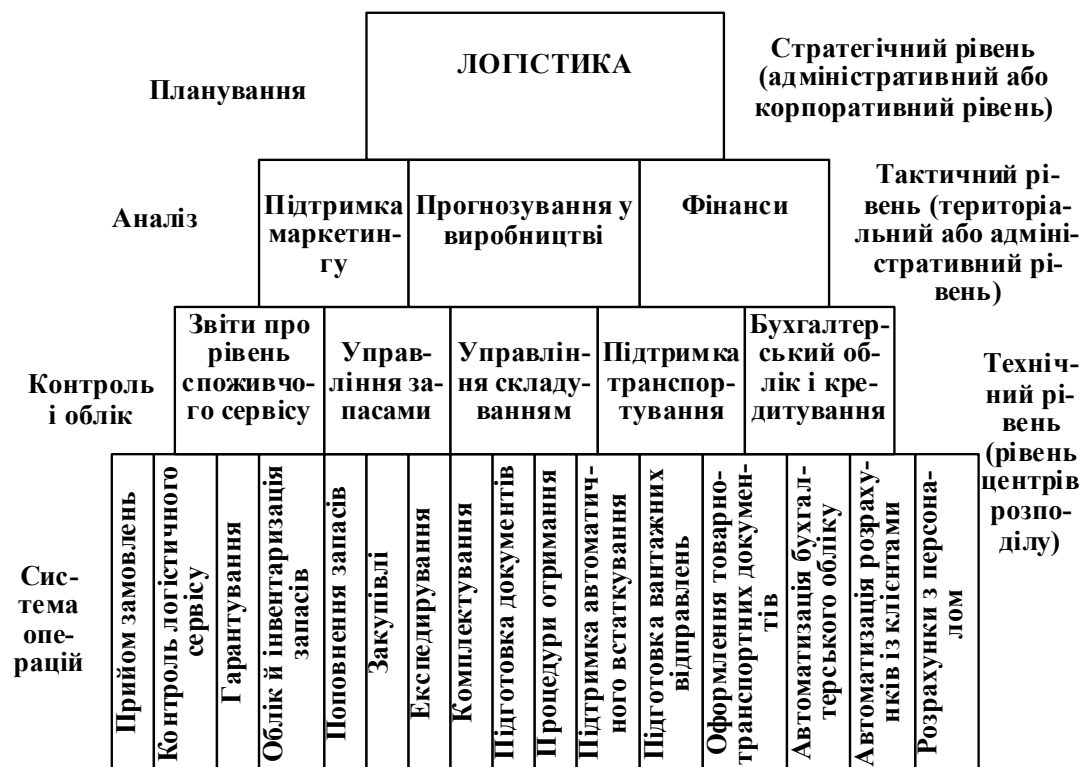 ЛОГІСТИКА
Планування
Стратегічний рівень
(адміністративний або
корпоративний рівень)
Аналіз
Підтримка
маркетин-
гу
Прогнозування у
виробництві
Фінанси
Тактичний рі-
вень (територіа-
льний або адміні-
стративний рі-
вень)
Контроль
і облік
Звіти про
рівень
споживчо-
го сервісу
Управ-
ління за-
пасами
Управлін-
ня складу-
ванням
Підтримка
транспор-
тування
Бухгалтер-
ський об-
лік і кре-
дитування
Техніч-
ний рі-
вень
(рівень
центрів
розпо-
ділу)
Сис-
тема
опе-
рацій
Прийом замовлень
Контроль логістичного
сервісу
Гарантування
Облік й інвентаризація
запасів
Поповнення запасів
Закупівлі
Експедирування
Комплектування
Підготовка документів
Процедури отримання
Підтримка автоматич-
ного встаткування
Підготовка вантажних
відправлень
Оформлення товарно-
транспортних докумен-
тів
Автоматизація бухгал-
терського обліку
Автоматизація розраху-
нків із клієнтами
Розрахунки з персона-
лом